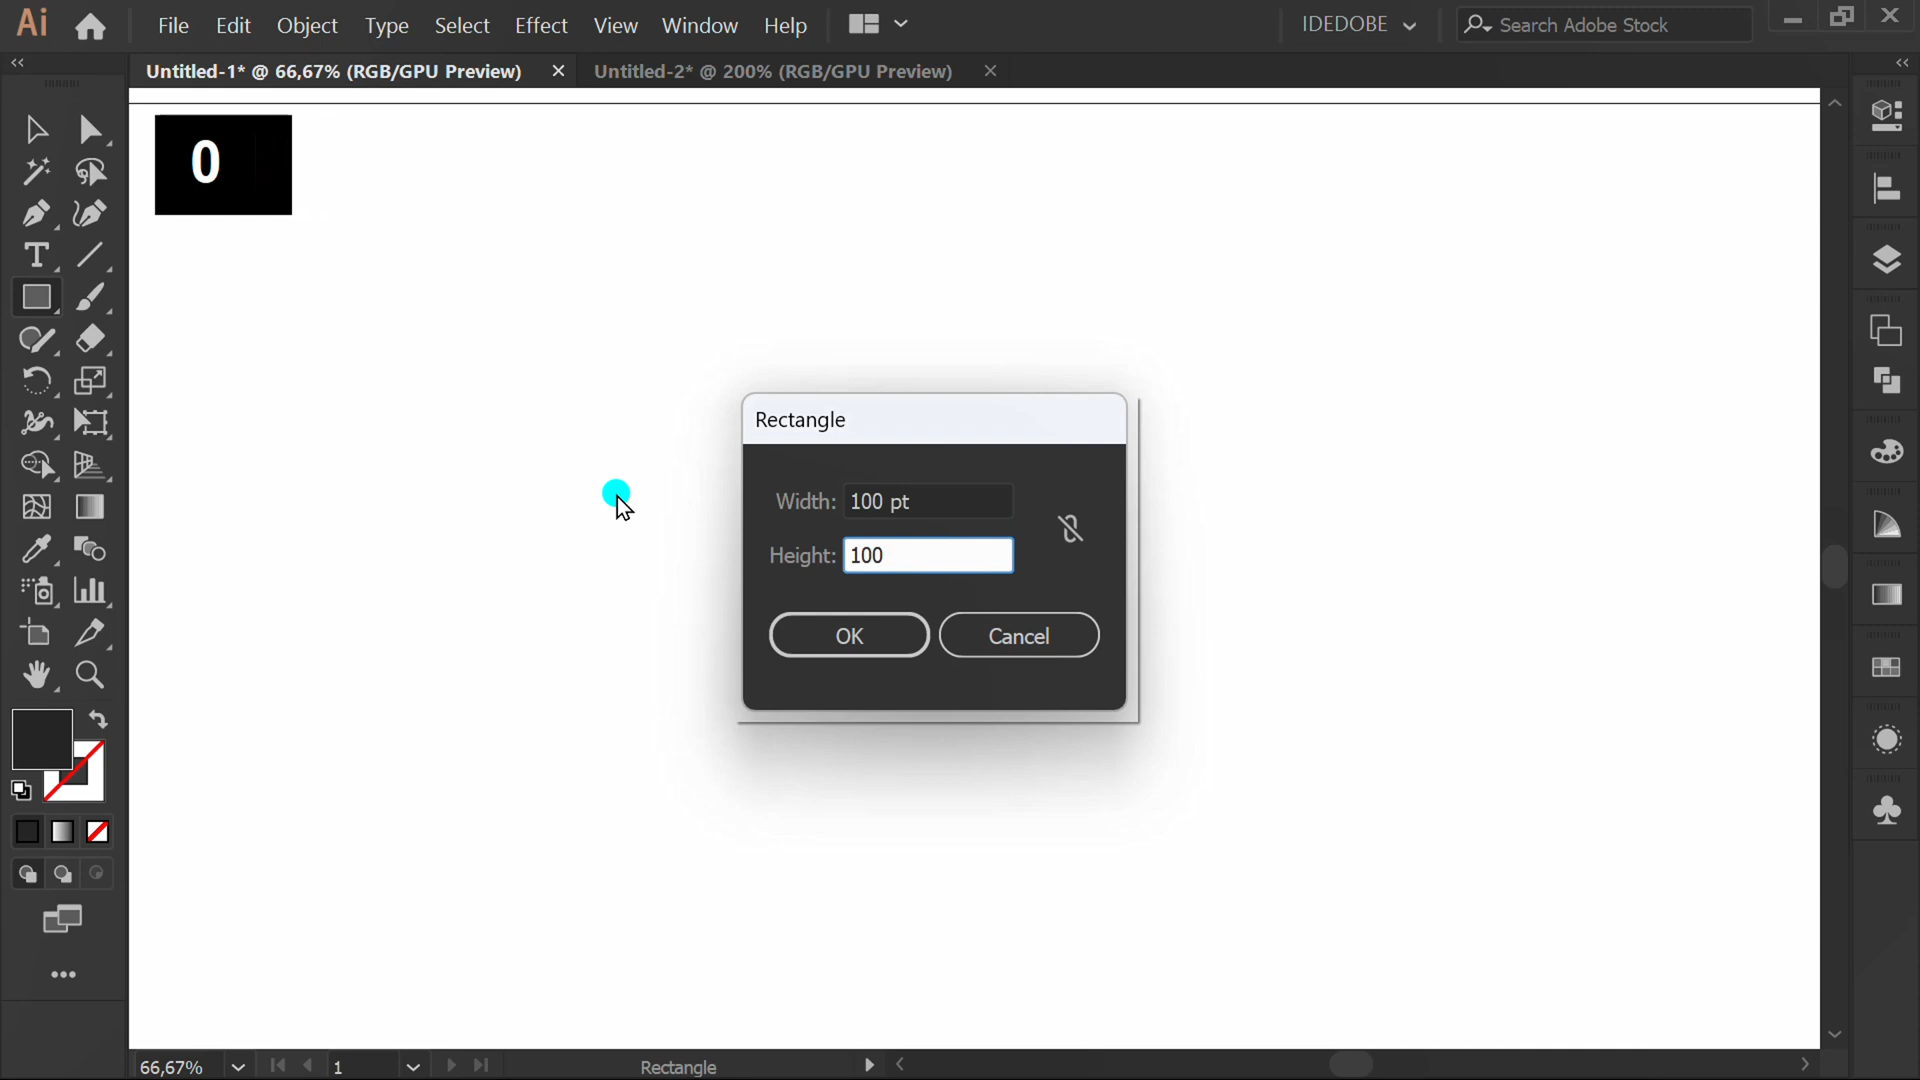 Ai File Edit Object Type Select Effect View Window Help IDEDOBE Search Adobe Stock
Untitled-1* @ 66,67% (RGB/GPU Preview) Untitled-2* @ 200% (RGB/GPU Preview)
0
Rectangle
Width: 100 pt
Height: 100
OK Cancel
66,67% 1 Rectangle